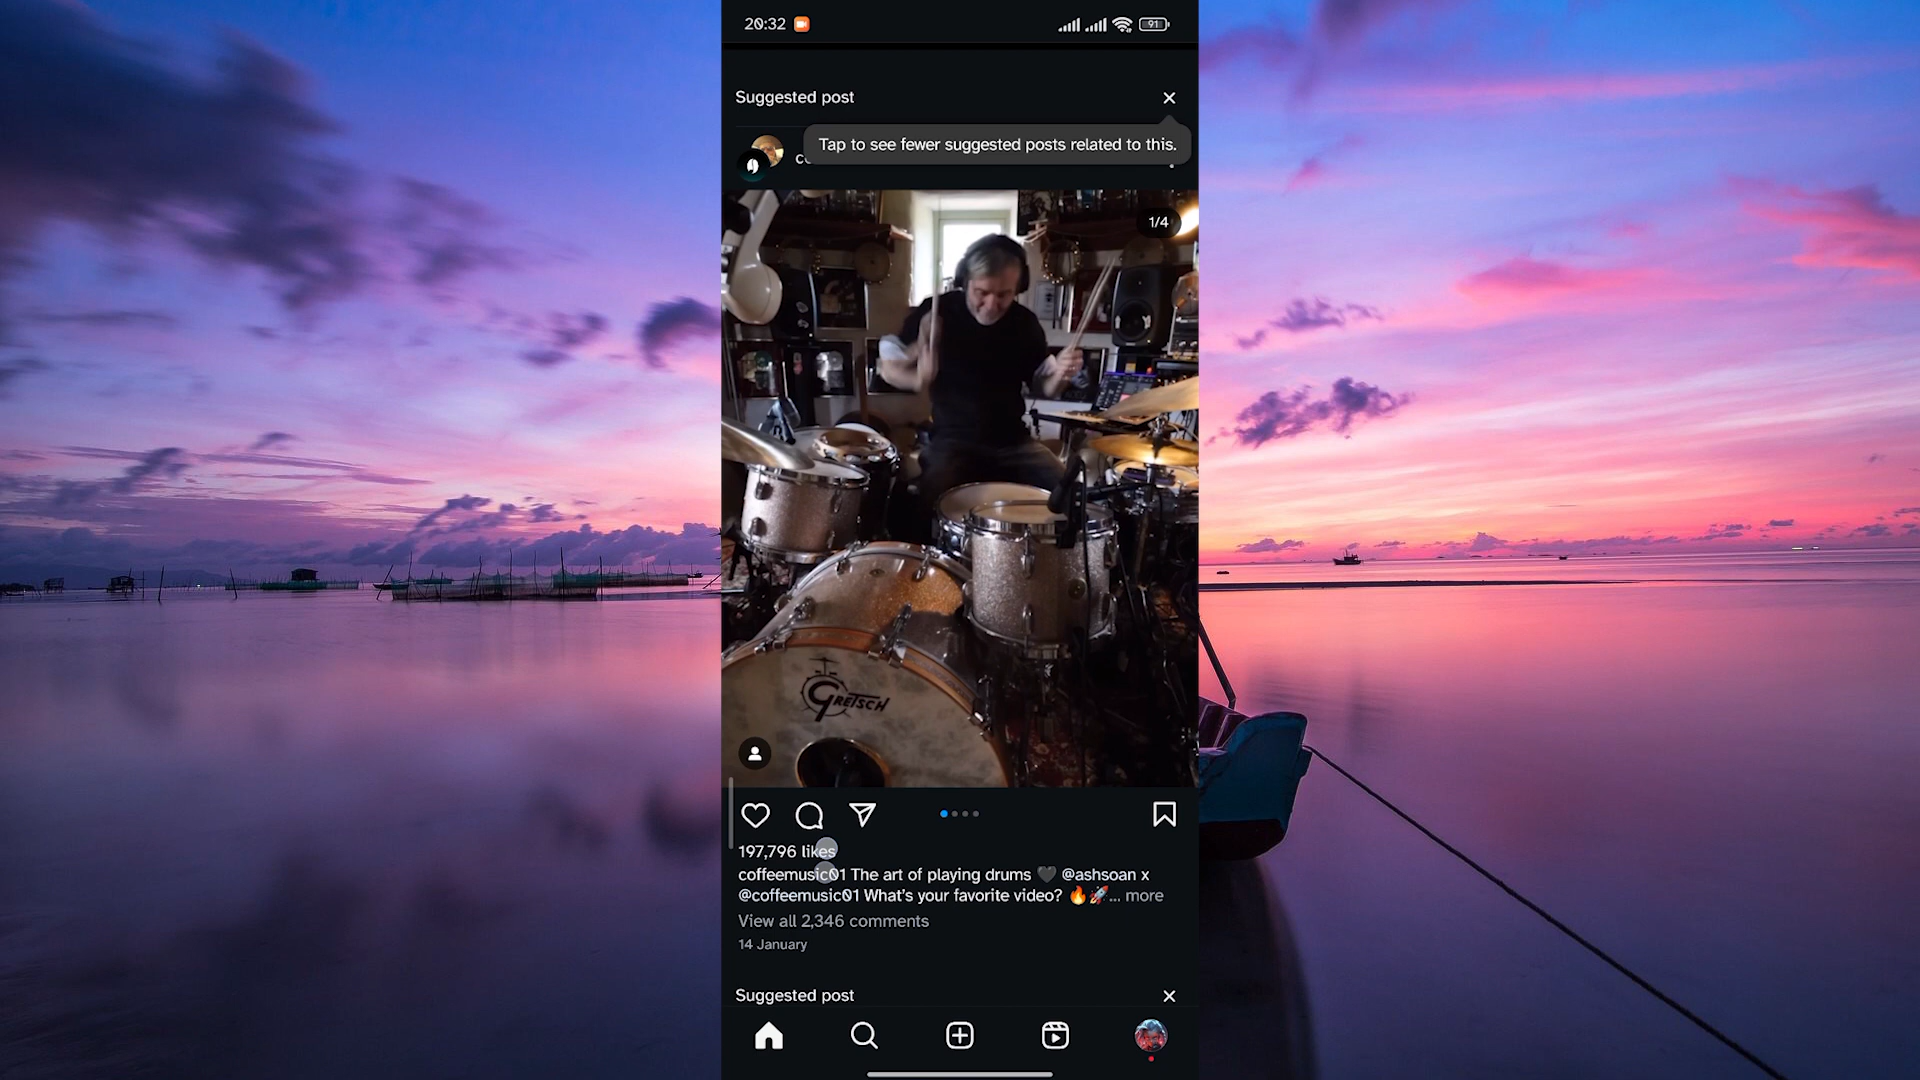 20:32
91
Suggested post
Tap to see fewer suggested posts related to this.
1/4
GRETSCH
197,796 likes
coffeemusic01 The art of playing drums 🖤 @ashsoan x
@coffeemusic01 What's your favorite video? 🔥🚀... more
View all 2,346 comments
14 January
Suggested post